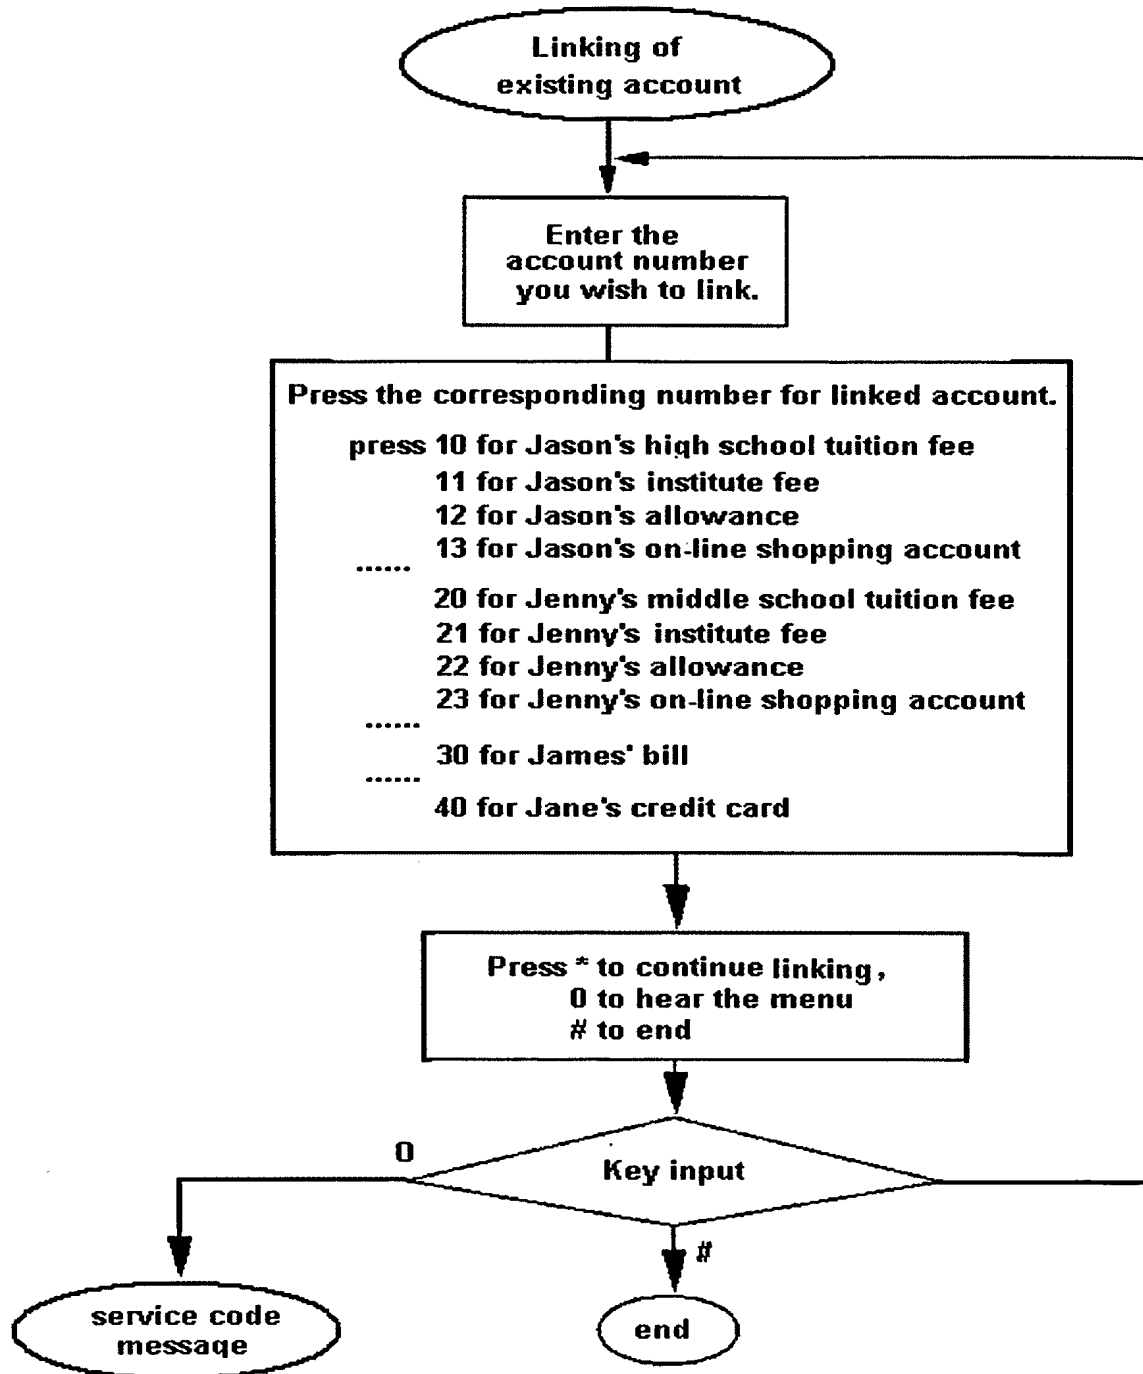 Linking of
existing account
Enter the
account number
you wish to link.
Press the corresponding number for linked account.
press 10 for Jason's high school tuition fee
11 for Jason's institute fee
12 for Jason's allowance
13 for Jason's on-line shopping account
......
20 for Jenny's middle school tuition fee
21 for Jenny's institute fee
22 for Jenny's allowance
23 for Jenny's on-line shopping account
......
30 for James' bill
......
40 for Jane's credit card
Press * to continue linking,
0 to hear the menu
# to end
0
Key input
#
service code
message
end